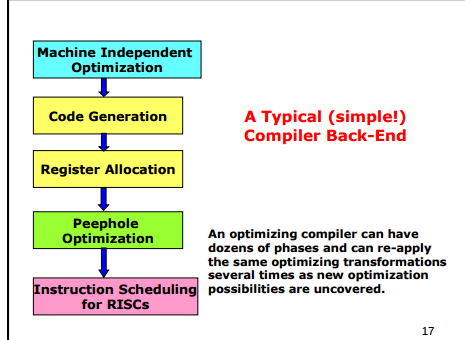 Machine Independent
Optimization
Code Generation
A Typical (simple!)
Compiler Back-End
Register Allocation
Peephole
Optimization
An optimizing compiler can have
dozens of phases and can re-apply
the same optimizing transformations
several times as new optimization
possibilities are uncovered.
Instruction Scheduling
for RISCs
17